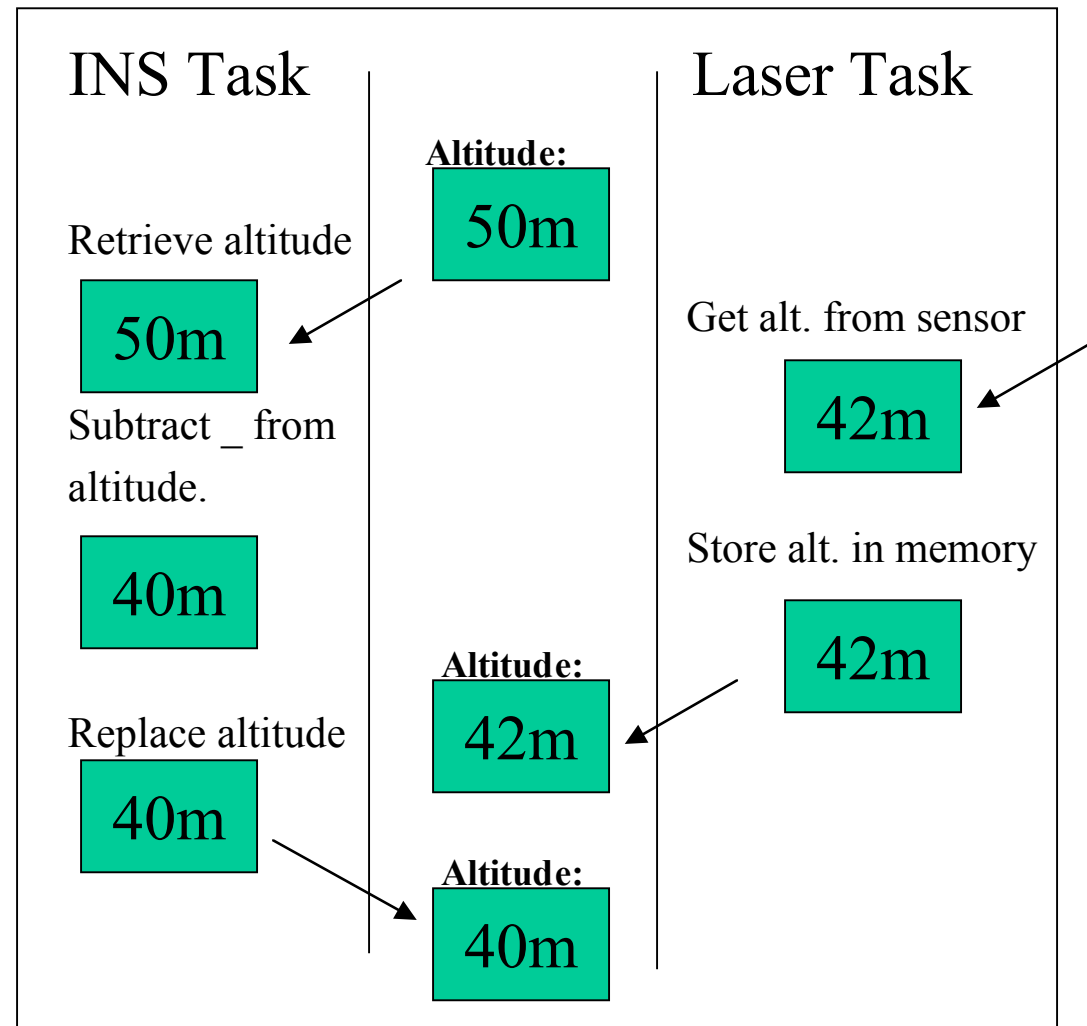 INS Task
Laser Task
Altitude:
50m
Retrieve altitude
50m
Get alt. from sensor
42m
Subtract _ from
altitude.
40m
Store alt. in memory
42m
Altitude:
42m
Replace altitude
40m
Altitude:
40m